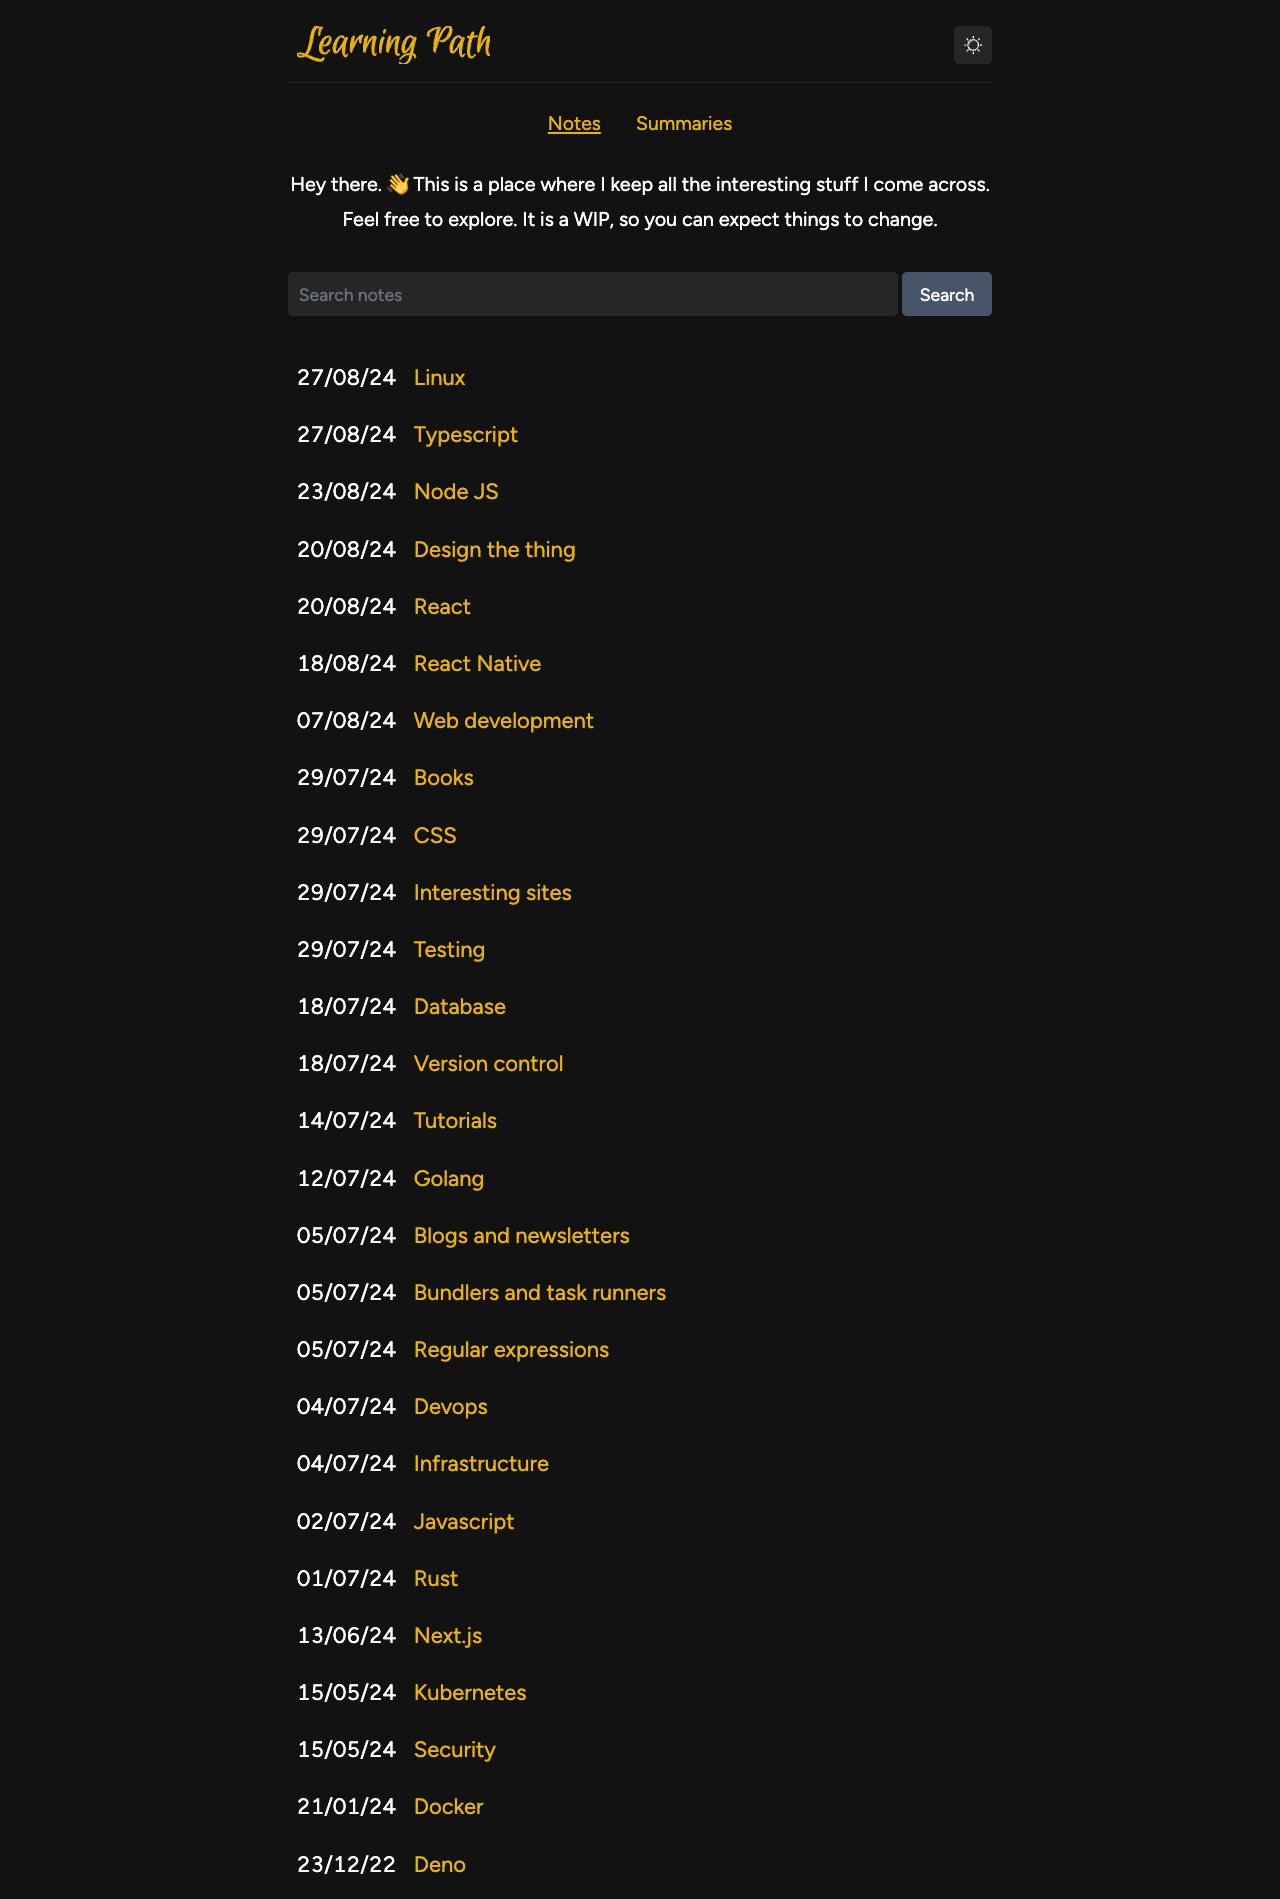 Learning Path
Notes Summaries
Hey there. 👋 This is a place where I keep all the interesting stuff I come across.
Feel free to explore. It is a WIP, so you can expect things to change.
Search notes Search
27/08/24 Linux
27/08/24 Typescript
23/08/24 Node JS
20/08/24 Design the thing
20/08/24 React
18/08/24 React Native
07/08/24 Web development
29/07/24 Books
29/07/24 CSS
29/07/24 Interesting sites
29/07/24 Testing
18/07/24 Database
18/07/24 Version control
14/07/24 Tutorials
12/07/24 Golang
05/07/24 Blogs and newsletters
05/07/24 Bundlers and task runners
05/07/24 Regular expressions
04/07/24 Devops
04/07/24 Infrastructure
02/07/24 Javascript
01/07/24 Rust
13/06/24 Next.js
15/05/24 Kubernetes
15/05/24 Security
21/01/24 Docker
23/12/22 Deno